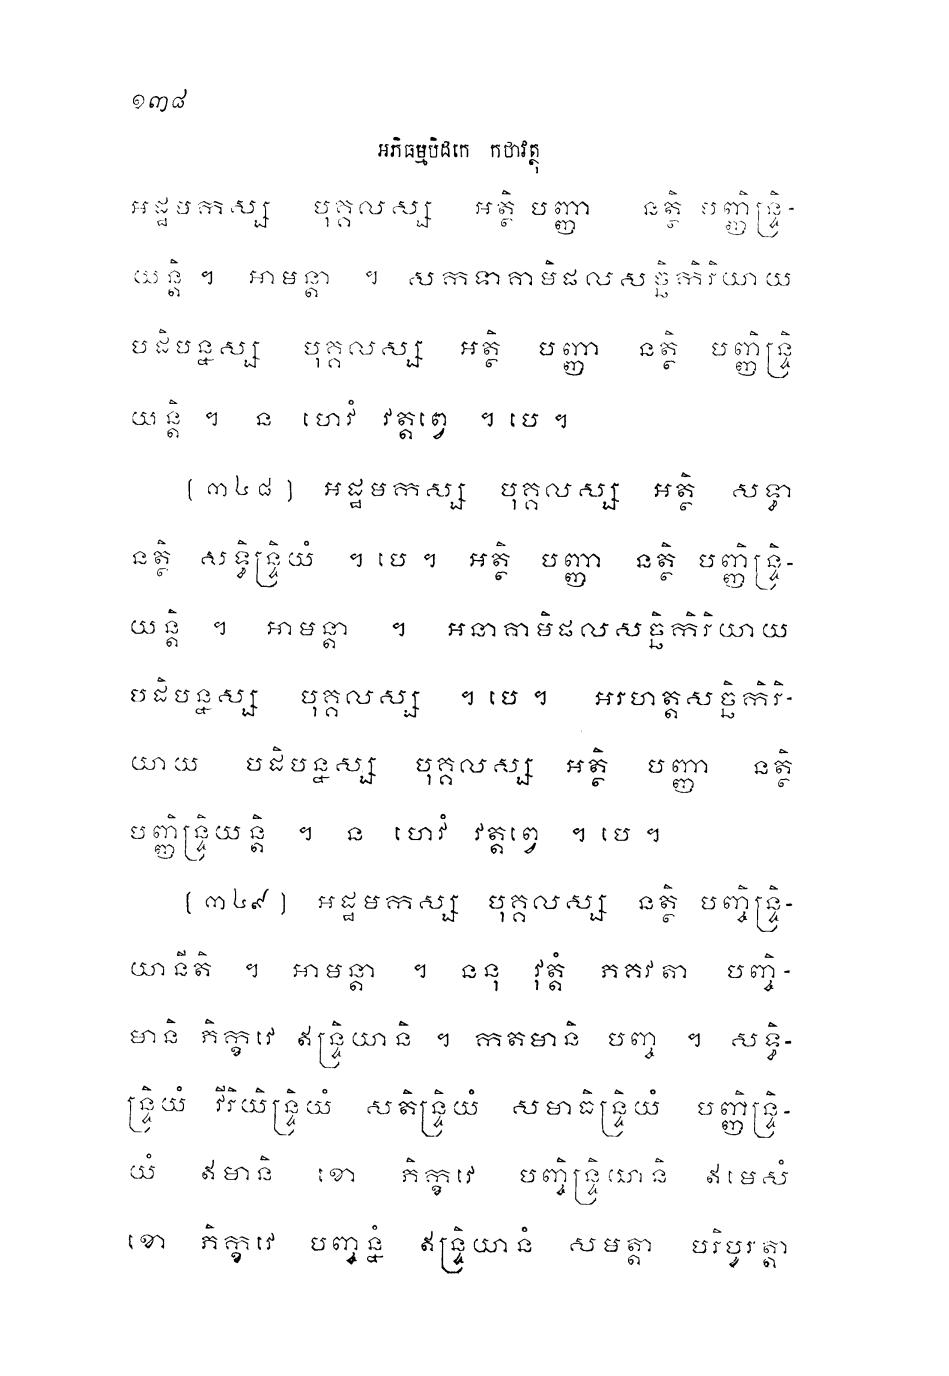 ១៣៨
អភិធម្មបិដកេ កថាវត្ថុ
អដ្ឋមកស្ស បុគ្គលស្ស អត្ថិ បញ្ញា នត្ថិ បញ្ញិន្ទ្រិ-
យន្តិ ។ អាមន្តា ។ សកទាគាមិផលសច្ឆិកិរិយាយ
បដិបន្នស្ស បុគ្គលស្ស អត្ថិ បញ្ញា នត្ថិ បញ្ញិន្ទ្រិ
យន្តិ ។ ន ហេវំ វត្តព្វេ ។ បេ ។
(៣៤៨) អដ្ឋមកស្ស បុគ្គលស្ស អត្ថិ សទ្ធា
នត្ថិ សទ្ធិន្ទ្រិយំ ។ បេ ។ អត្ថិ បញ្ញា នត្ថិ បញ្ញិន្ទ្រិ-
យន្តិ ។ អាមន្តា ។ អនាគាមិផលសច្ឆិកិរិយាយ
បដិបន្នស្ស បុគ្គលស្ស ។ បេ ។ អរហត្តសច្ឆិកិរិ-
យាយ បដិបន្នស្ស បុគ្គលស្ស អត្ថិ បញ្ញា នត្ថិ
បញ្ញិន្ទ្រិយន្តិ ។ ន ហេវំ វត្តព្វេ ។ បេ ។
(៣៤៩) អដ្ឋមកស្ស បុគ្គលស្ស នត្ថិ បញ្ចិន្ទ្រិ-
យានីតិ ។ អាមន្តា ។ ននុ វុត្តំ ភគវតា បញ្ចិ-
មានិ ភិក្ខវេ ឥន្ទ្រិយានិ ។ កតមានិ បញ្ច ។ សទ្ធិ-
ន្ទ្រិយំ វីរិយិន្ទ្រិយំ សតិន្ទ្រិយំ សមាធិន្ទ្រិយំ បញ្ញិន្ទ្រិ-
យំ ឥមានិ ខោ ភិក្ខវេ បញ្ចិន្ទ្រិយានិ ឥមេសំ
ខោ ភិក្ខវេ បញ្ចន្នំ ឥន្ទ្រិយានំ សមត្តា បរិបូរត្តា